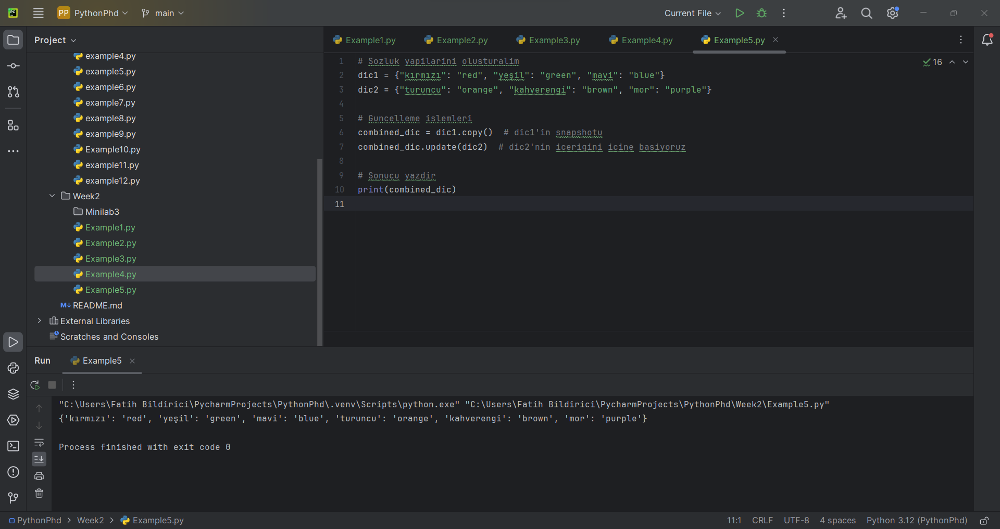 PP PythonPhd main Current File
Project
example4.py
example5.py
example6.py
example7.py
example8.py
example9.py
Example10.py
example11.py
example12.py
Week2
Minilab3
Example1.py
Example2.py
Example3.py
Example4.py
Example5.py
README.md
External Libraries
Scratches and Consoles
Example1.py Example2.py Example3.py Example4.py Example5.py
16
1 # Sozluk yapilarini olusturalim
2 dic1 = {"kırmızı": "red", "yeşil": "green", "mavi": "blue"}
3 dic2 = {"turuncu": "orange", "kahverengi": "brown", "mor": "purple"}
4
5 # Guncelleme islemleri
6 combined_dic = dic1.copy()  # dic1'in snapshotu
7 combined_dic.update(dic2)  # dic2'nin icerigini icine basiyoruz
8
9 # Sonucu yazdir
10 print(combined_dic)
11
Run Example5
"C:\Users\Fatih Bildirici\PycharmProjects\PythonPhd\.venv\Scripts\python.exe" "C:\Users\Fatih Bildirici\PycharmProjects\PythonPhd\Week2\Example5.py"
{'kırmızı': 'red', 'yeşil': 'green', 'mavi': 'blue', 'turuncu': 'orange', 'kahverengi': 'brown', 'mor': 'purple'}
Process finished with exit code 0
PythonPhd > Week2 > Example5.py 11:1 CRLF UTF-8 4 spaces Python 3.12 (PythonPhd)